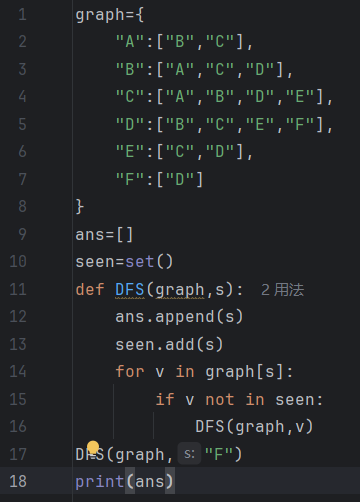 1 graph={
2 "A":["B","C"],
3 "B":["A","C","D"],
4 "C":["A","B","D","E"],
5 "D":["B","C","E","F"],
6 "E":["C","D"],
7 "F":["D"]
8 }
9 ans=[]
10 seen=set()
11 def DFS(graph,s): 2 用法
12 ans.append(s)
13 seen.add(s)
14 for v in graph[s]:
15 if v not in seen:
16 DFS(graph,v)
17 DFS(graph, s: "F")
18 print(ans)